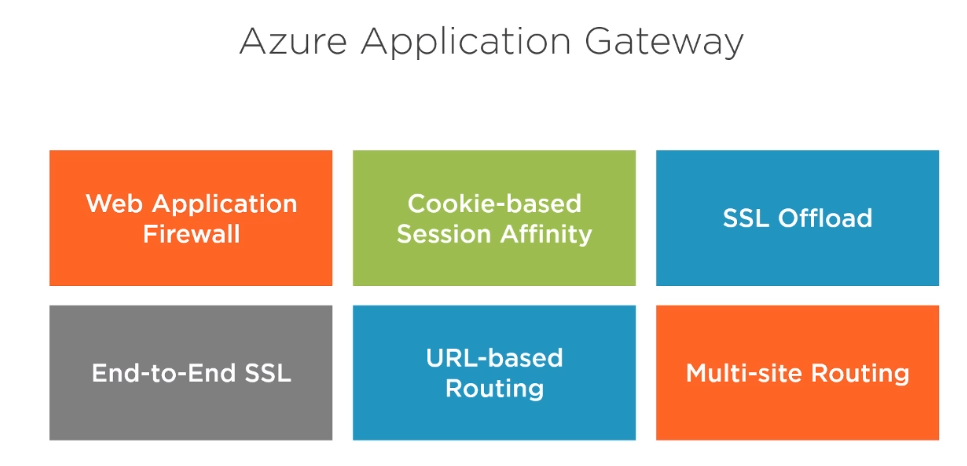 Azure Application Gateway
Web Application
Firewall
Cookie-based
Session Affinity
SSL Offload
End-to-End SSL
URL-based
Routing
Multi-site Routing